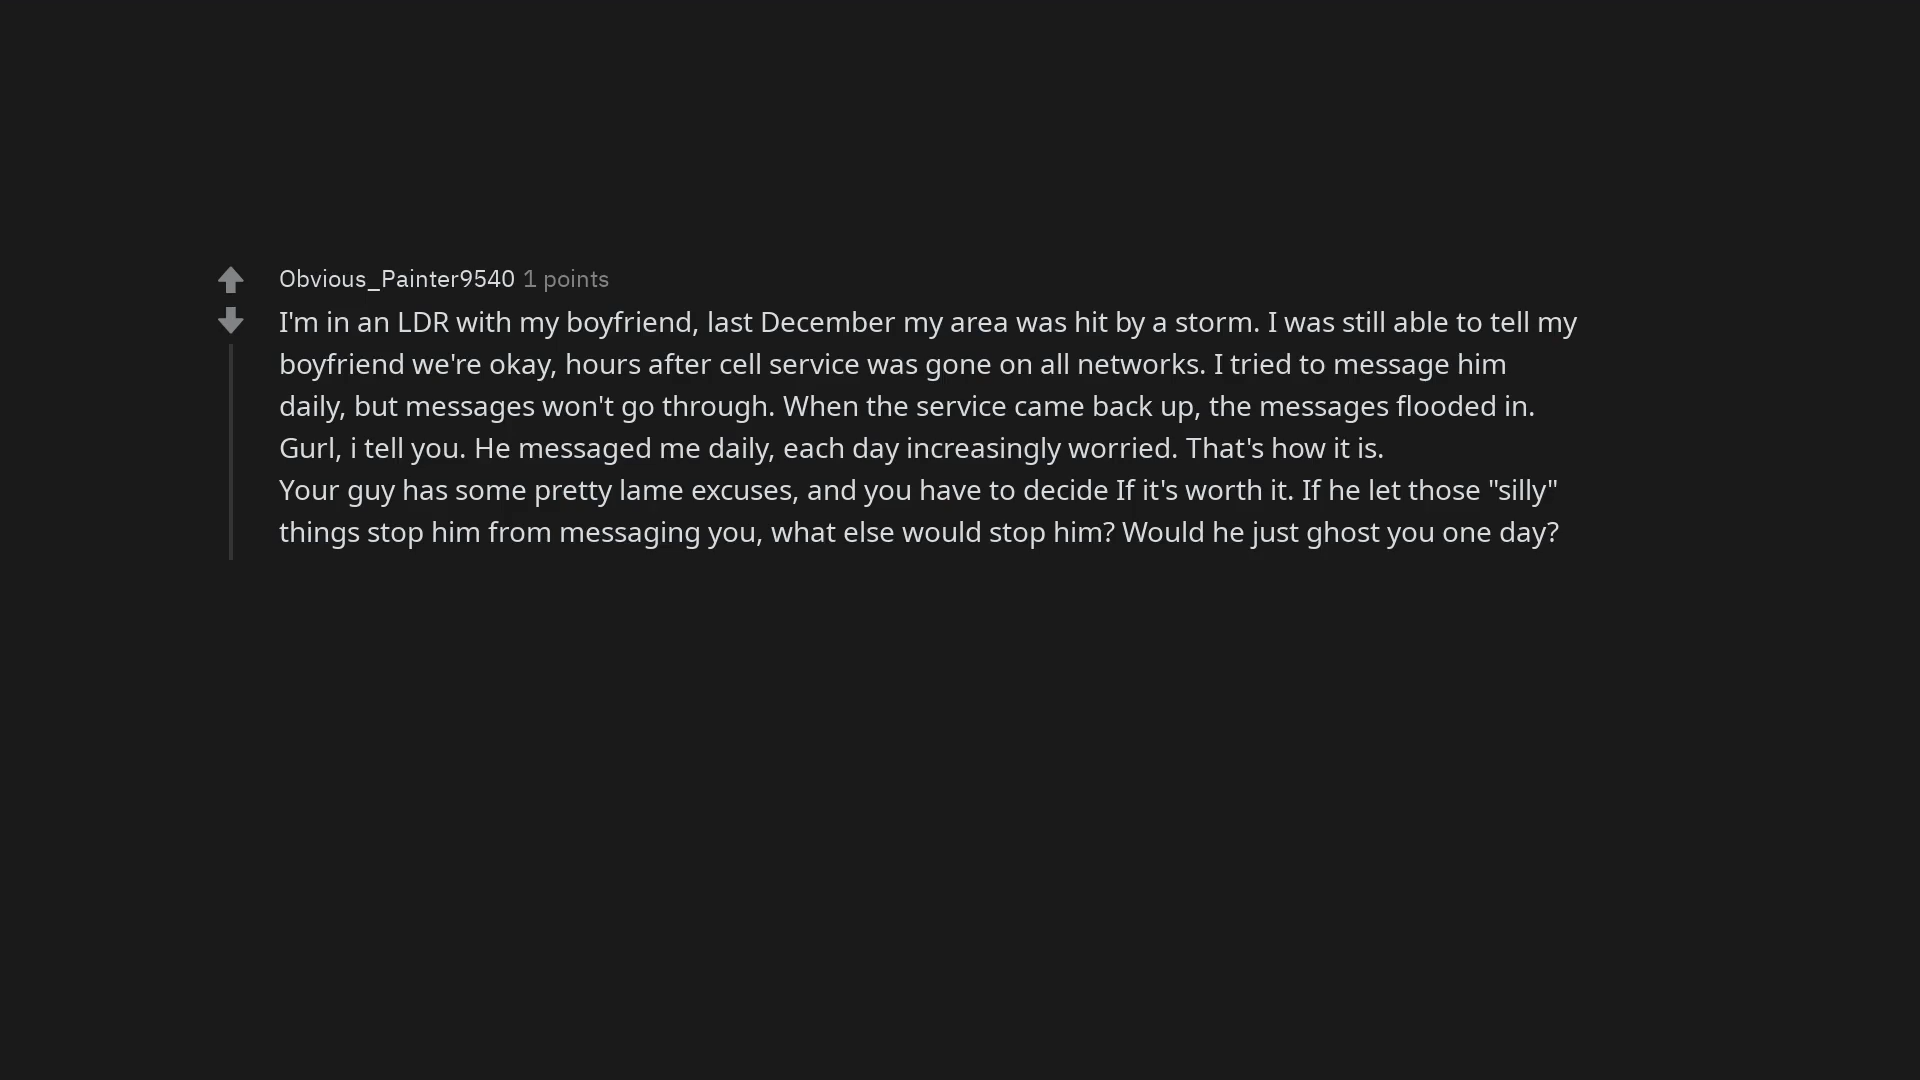 Obvious_Painter9540 1 points
I'm in an LDR with my boyfriend, last December my area was hit by a storm. I was still able to tell my
boyfriend we're okay, hours after cell service was gone on all networks. I tried to message him
daily, but messages won't go through. When the service came back up, the messages flooded in.
Gurl, i tell you. He messaged me daily, each day increasingly worried. That's how it is.
Your guy has some pretty lame excuses, and you have to decide If it's worth it. If he let those "silly"
things stop him from messaging you, what else would stop him? Would he just ghost you one day?